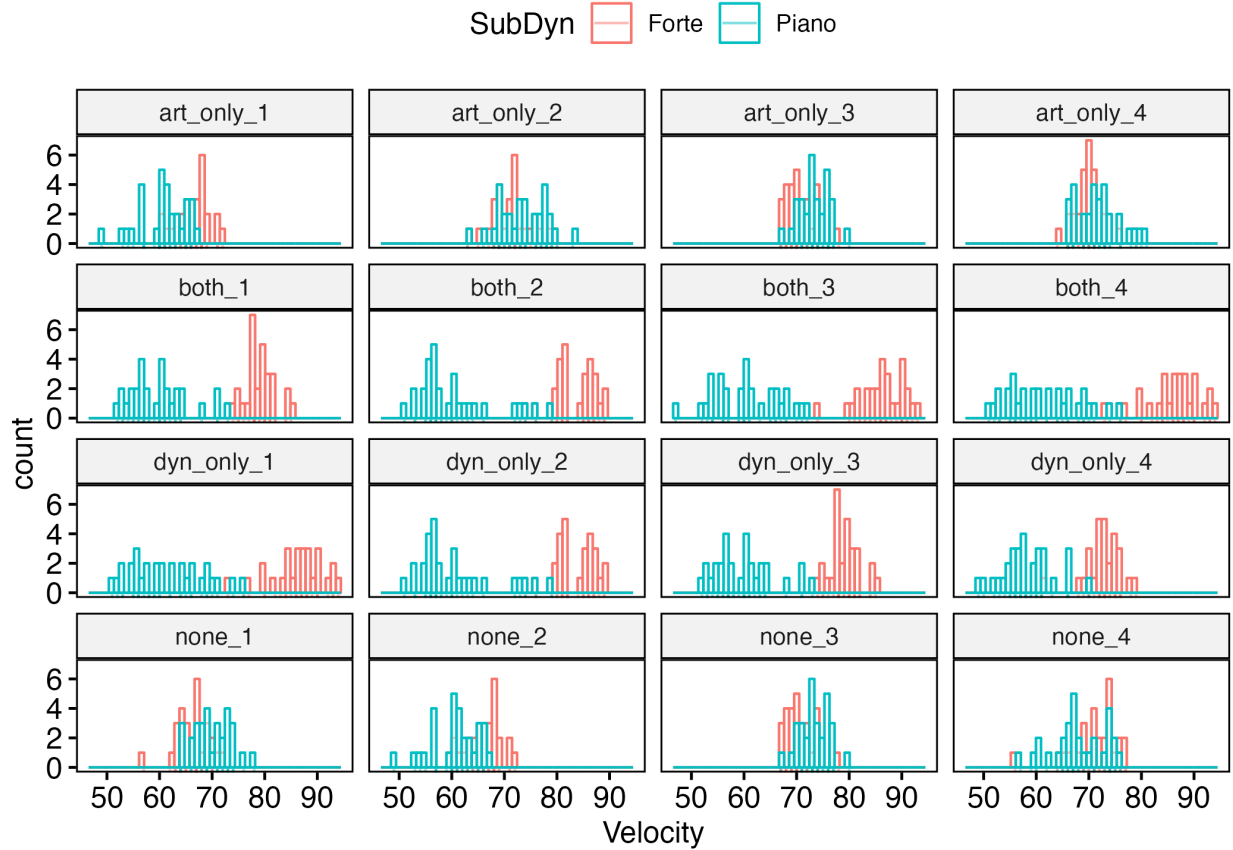 SubDyn Forte Piano
art_only_1 art_only_2 art_only_3 art_only_4
6
4
2
0
both_1 both_2 both_3 both_4
6
4
2
0
count
dyn_only_1 dyn_only_2 dyn_only_3 dyn_only_4
6
4
2
0
none_1 none_2 none_3 none_4
6
4
2
0
50 60 70 80 90 50 60 70 80 90 50 60 70 80 90 50 60 70 80 90
Velocity